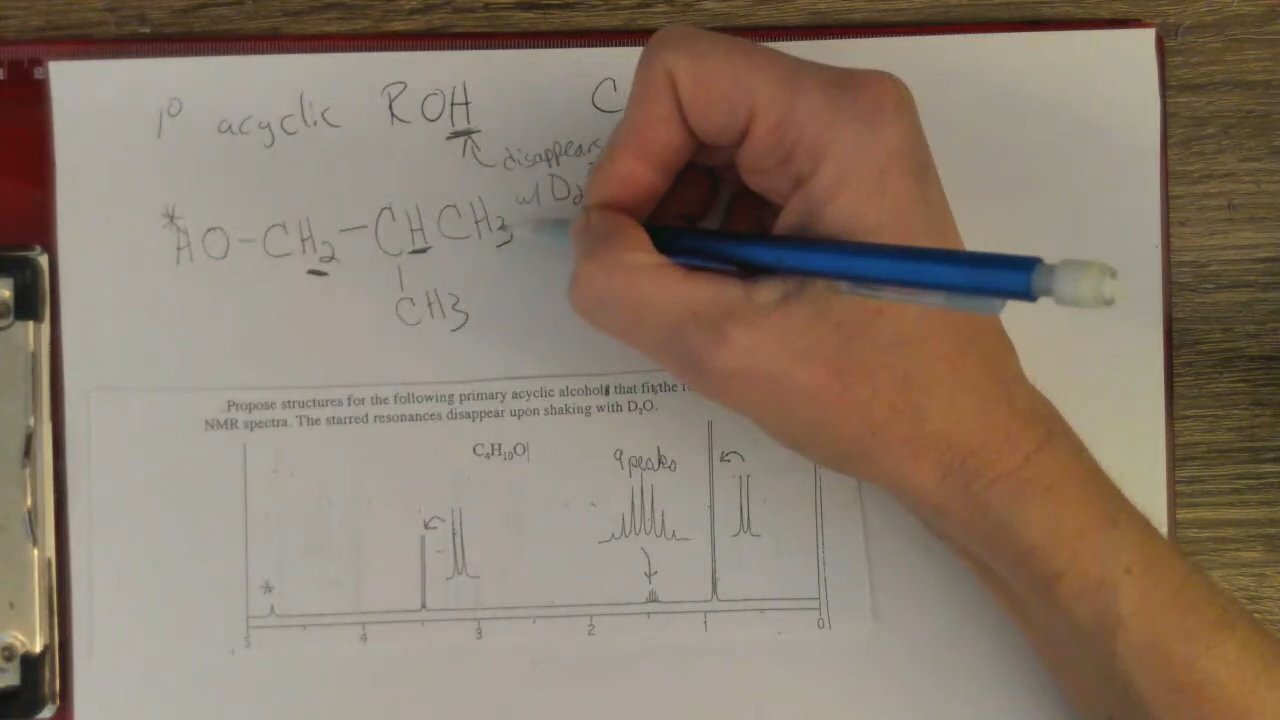 1° acyclic ROH C
disappears
w/ D₂
*
HO-CH₂-CHCH₃
CH₃
Propose structures for the following primary acyclic alcohols that fit the
NMR spectra. The starred resonances disappear upon shaking with D₂O.
C₄H₁₀O
9 peaks
*
5 4 3 2 1 0